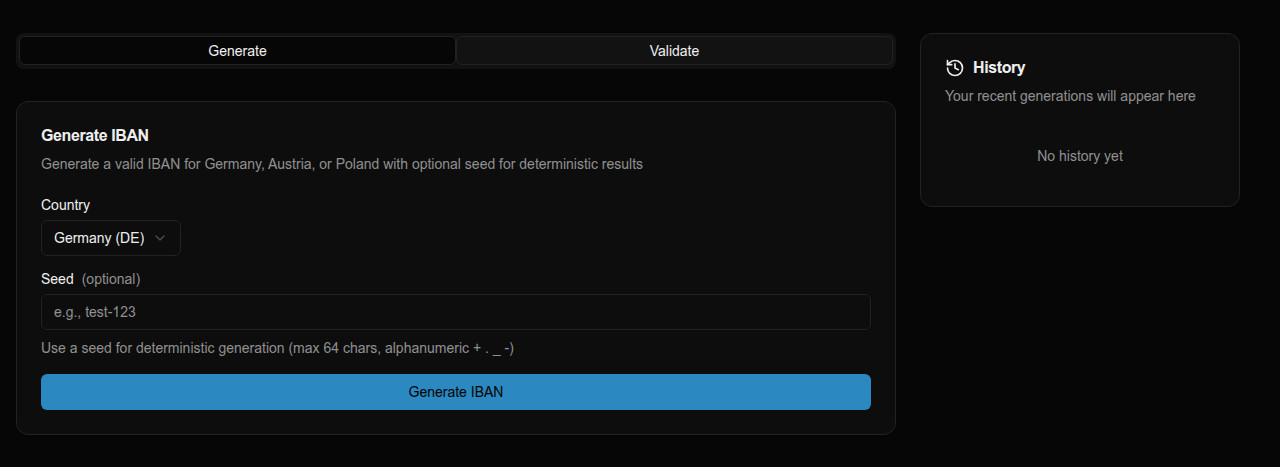 Generate
Validate
Generate IBAN
Generate a valid IBAN for Germany, Austria, or Poland with optional seed for deterministic results
Country
Germany (DE)
Seed (optional)
e.g., test-123
Use a seed for deterministic generation (max 64 chars, alphanumeric + . _ -)
Generate IBAN
History
Your recent generations will appear here
No history yet